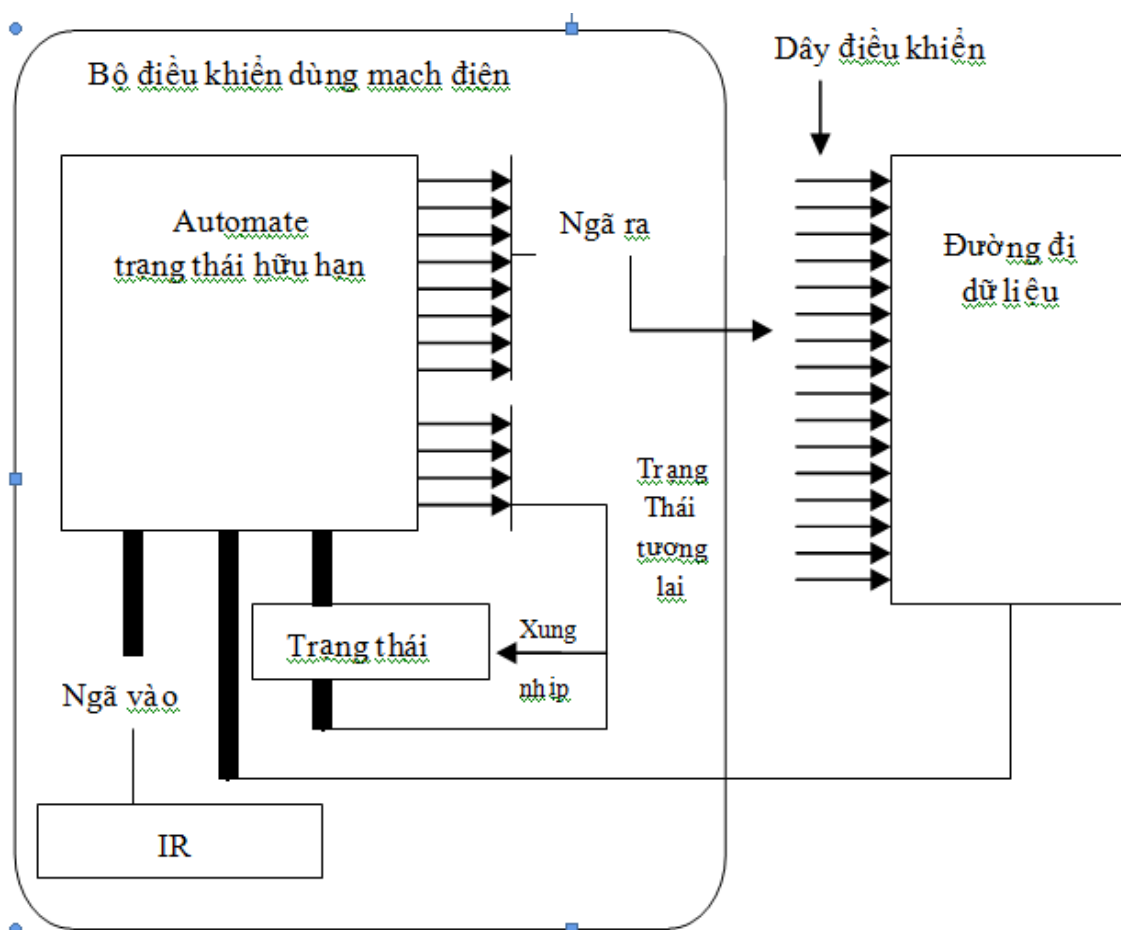 Bộ điều khiển dùng mạch điện
Dây điều khiển
Automate
trạng thái hữu hạn
Ngã ra
Đường đi
dữ liệu
Trạng
Thái
tương
lai
Trạng thái
Xung
nhịp
Ngã vào
IR